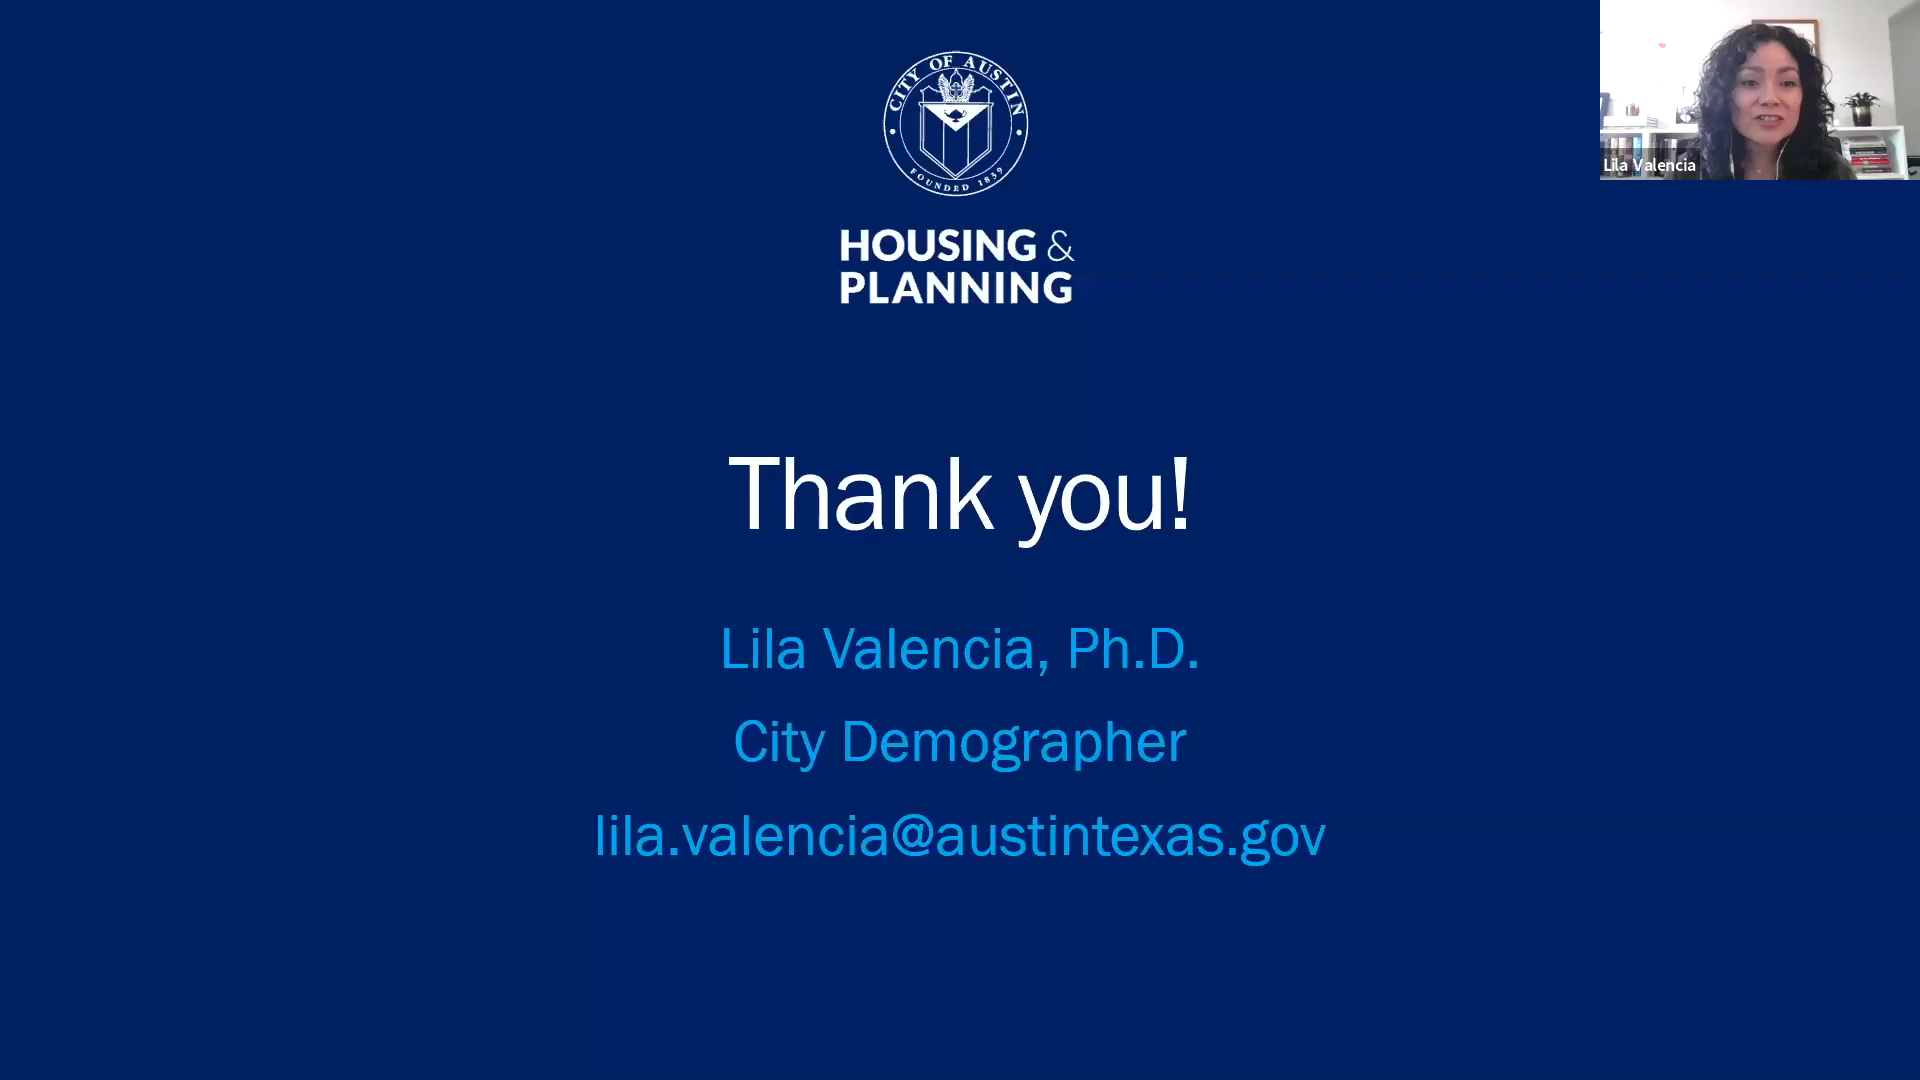 CITY OF AUSTIN
FOUNDED 1839
HOUSING &
PLANNING
Lila Valencia
Thank you!
Lila Valencia, Ph.D.
City Demographer
lila.valencia@austintexas.gov